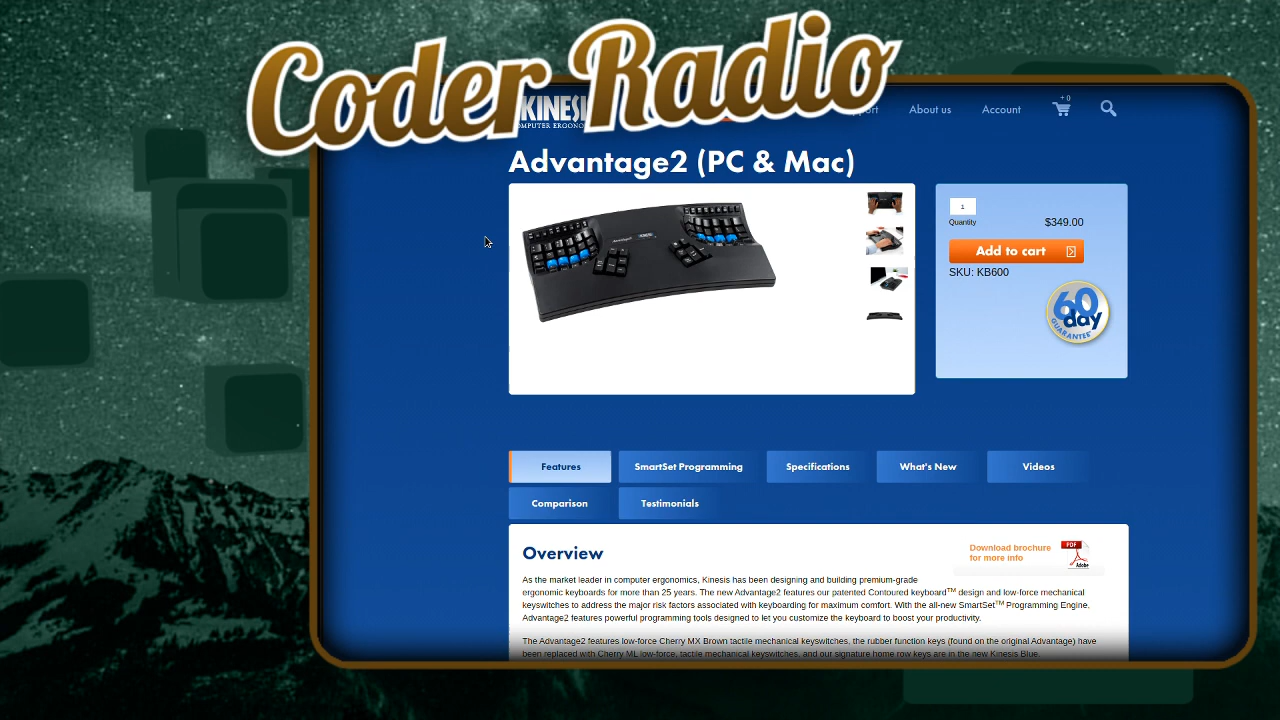 Coder Radio
KINESI
COMPUTER ERGONO
port
About us
Account
+ 0
Advantage2 (PC & Mac)
1
Quantity
$349.00
Add to cart
SKU: KB600
60
day
GUARANTEE
Features
SmartSet Programming
Specifications
What's New
Videos
Comparison
Testimonials
Overview
Download brochure
for more info
PDF
Adobe
As the market leader in computer ergonomics, Kinesis has been designing and building premium-grade
ergonomic keyboards for more than 25 years. The new Advantage2 features our patented Contoured keyboard™ design and low-force mechanical
keyswitches to address the major risk factors associated with keyboarding for maximum comfort. With the all-new SmartSet™ Programming Engine,
Advantage2 features powerful programming tools designed to let you customize the keyboard to boost your productivity.
The Advantage2 features low-force Cherry MX Brown tactile mechanical keyswitches, the rubber function keys (found on the original Advantage) have
been replaced with Cherry ML low-force, tactile mechanical keyswitches, and our signature home row keys are in the new Kinesis Blue.